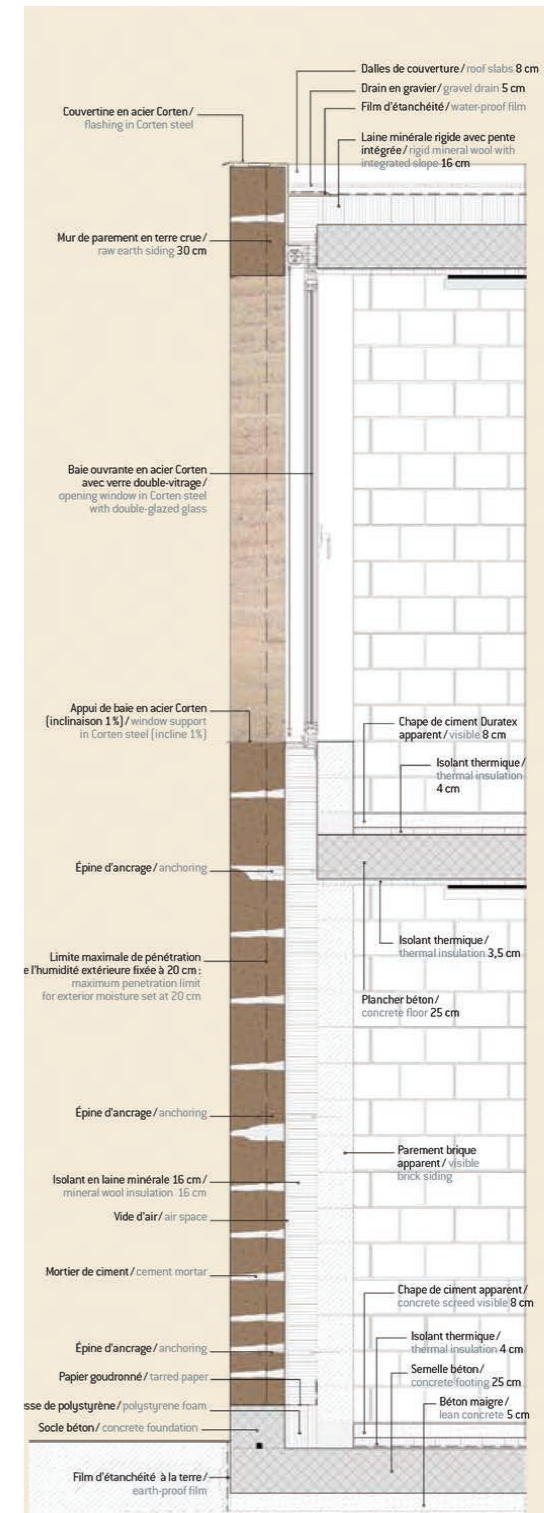 Dalles de couverture / roof slabs 8 cm
Drain en gravier / gravel drain 5 cm
Film d'étanchéité / water-proof film
Laine minérale rigide avec pente
intégrée / rigid mineral wool with
integrated slope 16 cm
Couvertine en acier Corten /
flashing in Corten steel
Mur de parement en terre crue /
raw earth siding 30 cm
Baie ouvrante en acier Corten
avec verre double-vitrage /
opening window in Corten steel
with double-glazed glass
Appui de baie en acier Corten
(inclinaison 1 %) / window support
in Corten steel (incline 1%)
Chape de ciment Duratex
apparent / visible 8 cm
Isolant thermique /
thermal insulation
4 cm
Épine d'ancrage / anchoring
Limite maximale de pénétration
e l'humidité extérieure fixée à 20 cm :
maximum penetration limit
for exterior moisture set at 20 cm
Isolant thermique /
thermal insulation 3,5 cm
Plancher béton /
concrete floor 25 cm
Épine d'ancrage / anchoring
Parement brique
apparent / visible
brick siding
Isolant en laine minérale 16 cm /
mineral wool insulation 16 cm
Vide d'air / air space
Mortier de ciment / cement mortar
Chape de ciment apparent /
concrete screed visible 8 cm
Épine d'ancrage / anchoring
Isolant thermique /
thermal insulation 4 cm
Papier goudronné / tarred paper
Semelle béton /
concrete footing 25 cm
sse de polystyrène / polystyrene foam
Béton maigre /
lean concrete 5 cm
Socle béton / concrete foundation
Film d'étanchéité à la terre /
earth-proof film